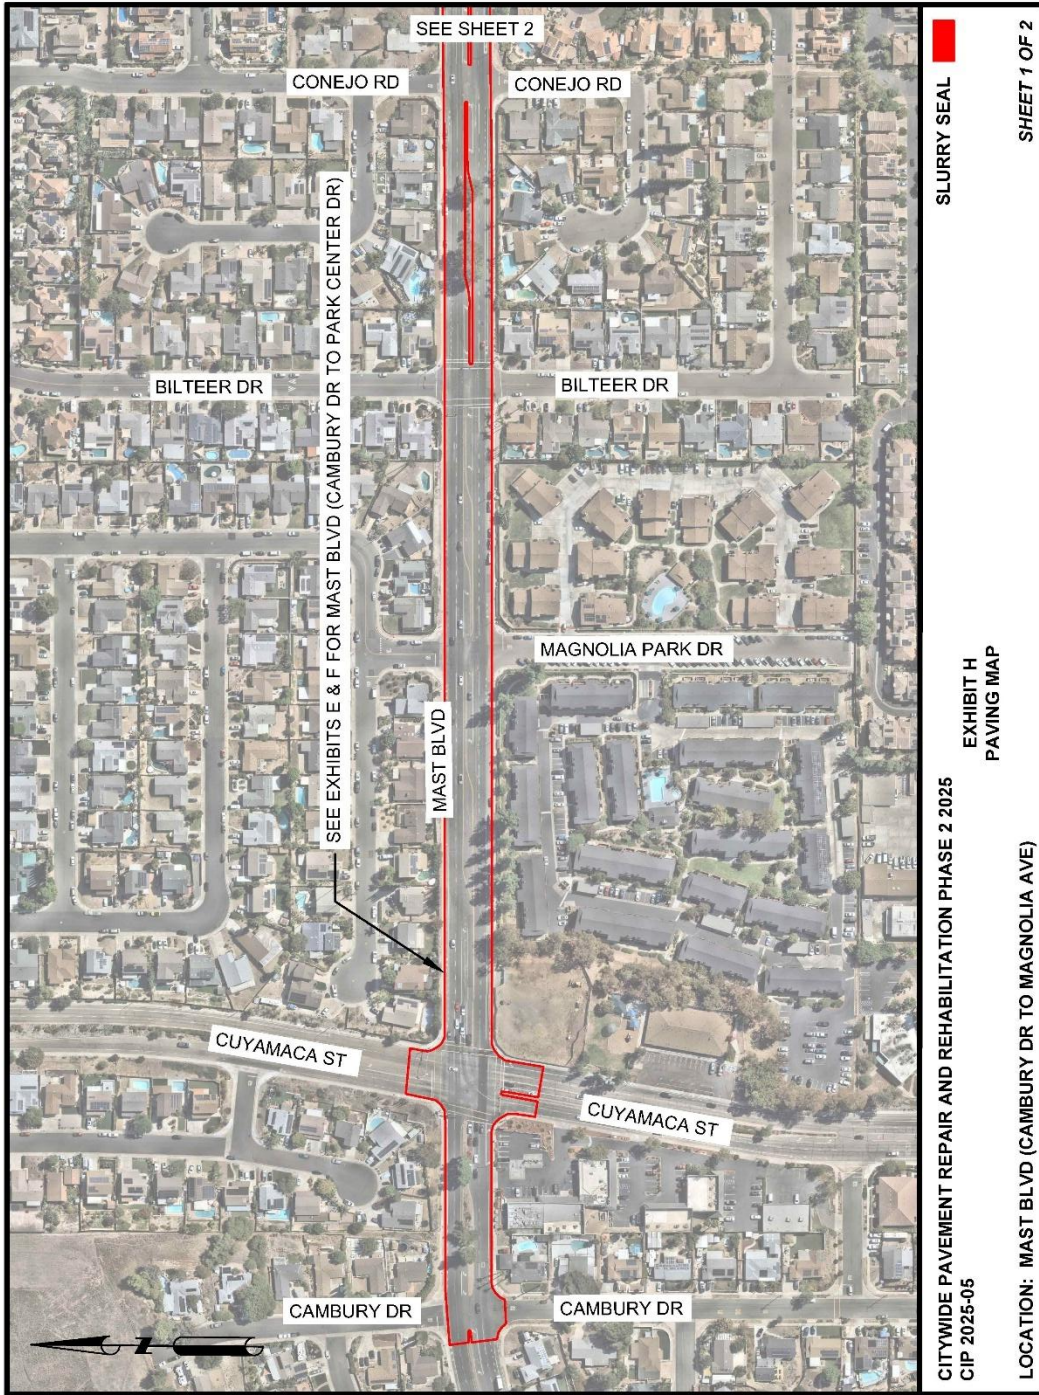 SEE SHEET 2
CONEJO RD
CONEJO RD
SEE EXHIBITS E & F FOR MAST BLVD (CAMBURY DR TO PARK CENTER DR)
BILTEER DR
BILTEER DR
MAGNOLIA PARK DR
MAST BLVD
CUYAMACA ST
CUYAMACA ST
CAMBURY DR
CAMBURY DR
N
CITYWIDE PAVEMENT REPAIR AND REHABILITATION PHASE 2 2025
CIP 2025-05
EXHIBIT H
PAVING MAP
LOCATION: MAST BLVD (CAMBURY DR TO MAGNOLIA AVE)
SLURRY SEAL
SHEET 1 OF 2